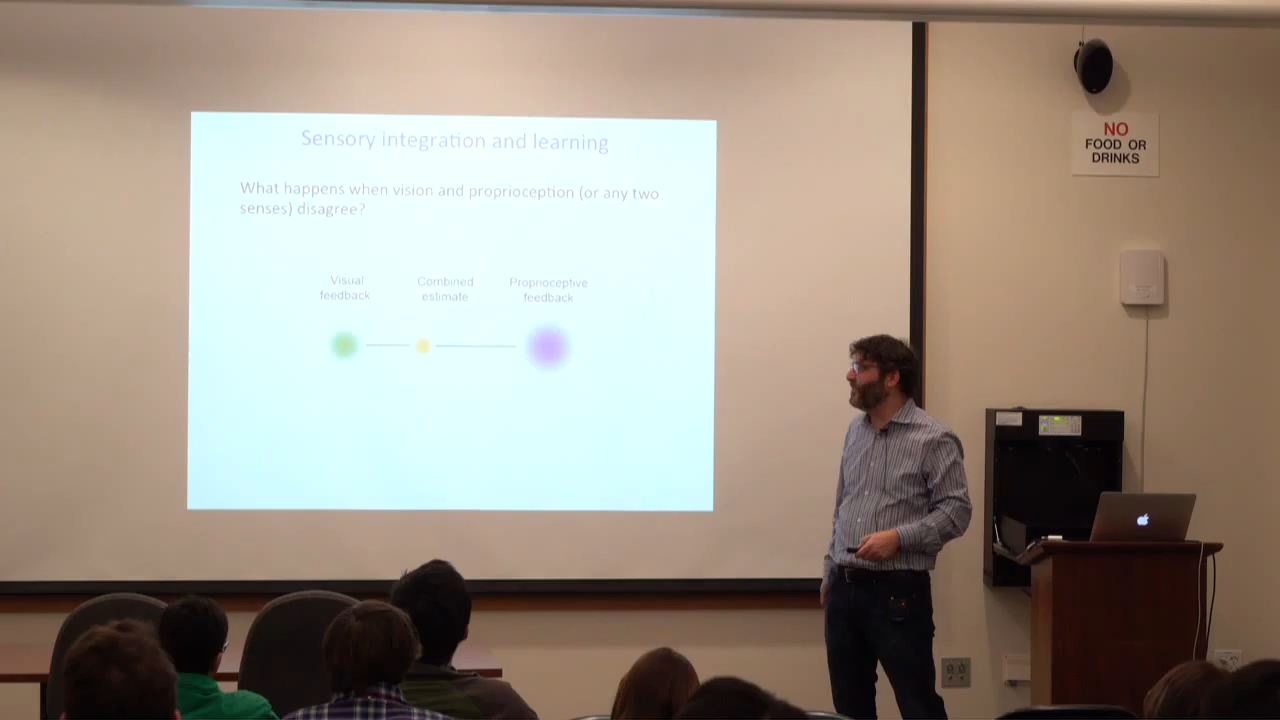 Sensory integration and learning
What happens when vision and proprioception (or any two
senses) disagree?
Visual
feedback
Combined
estimate
Proprioceptive
feedback
NO
FOOD OR
DRINKS